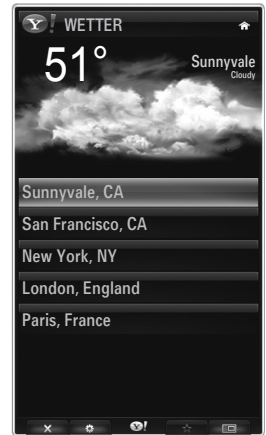 Y! WETTER
51°
Sunnyvale
Cloudy
Sunnyvale, CA
San Francisco, CA
New York, NY
London, England
Paris, France
Y!